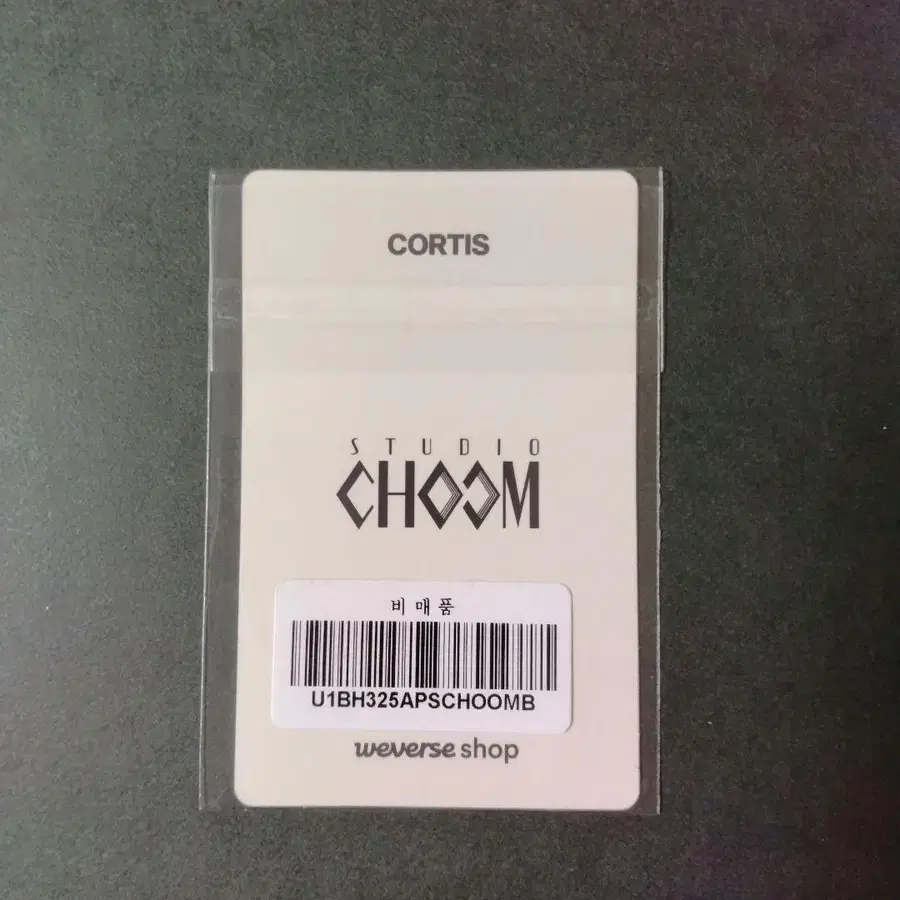 CORTIS
STUDIO
CHOOM
비매품
U1BH325APSCHOOMB
weverse shop